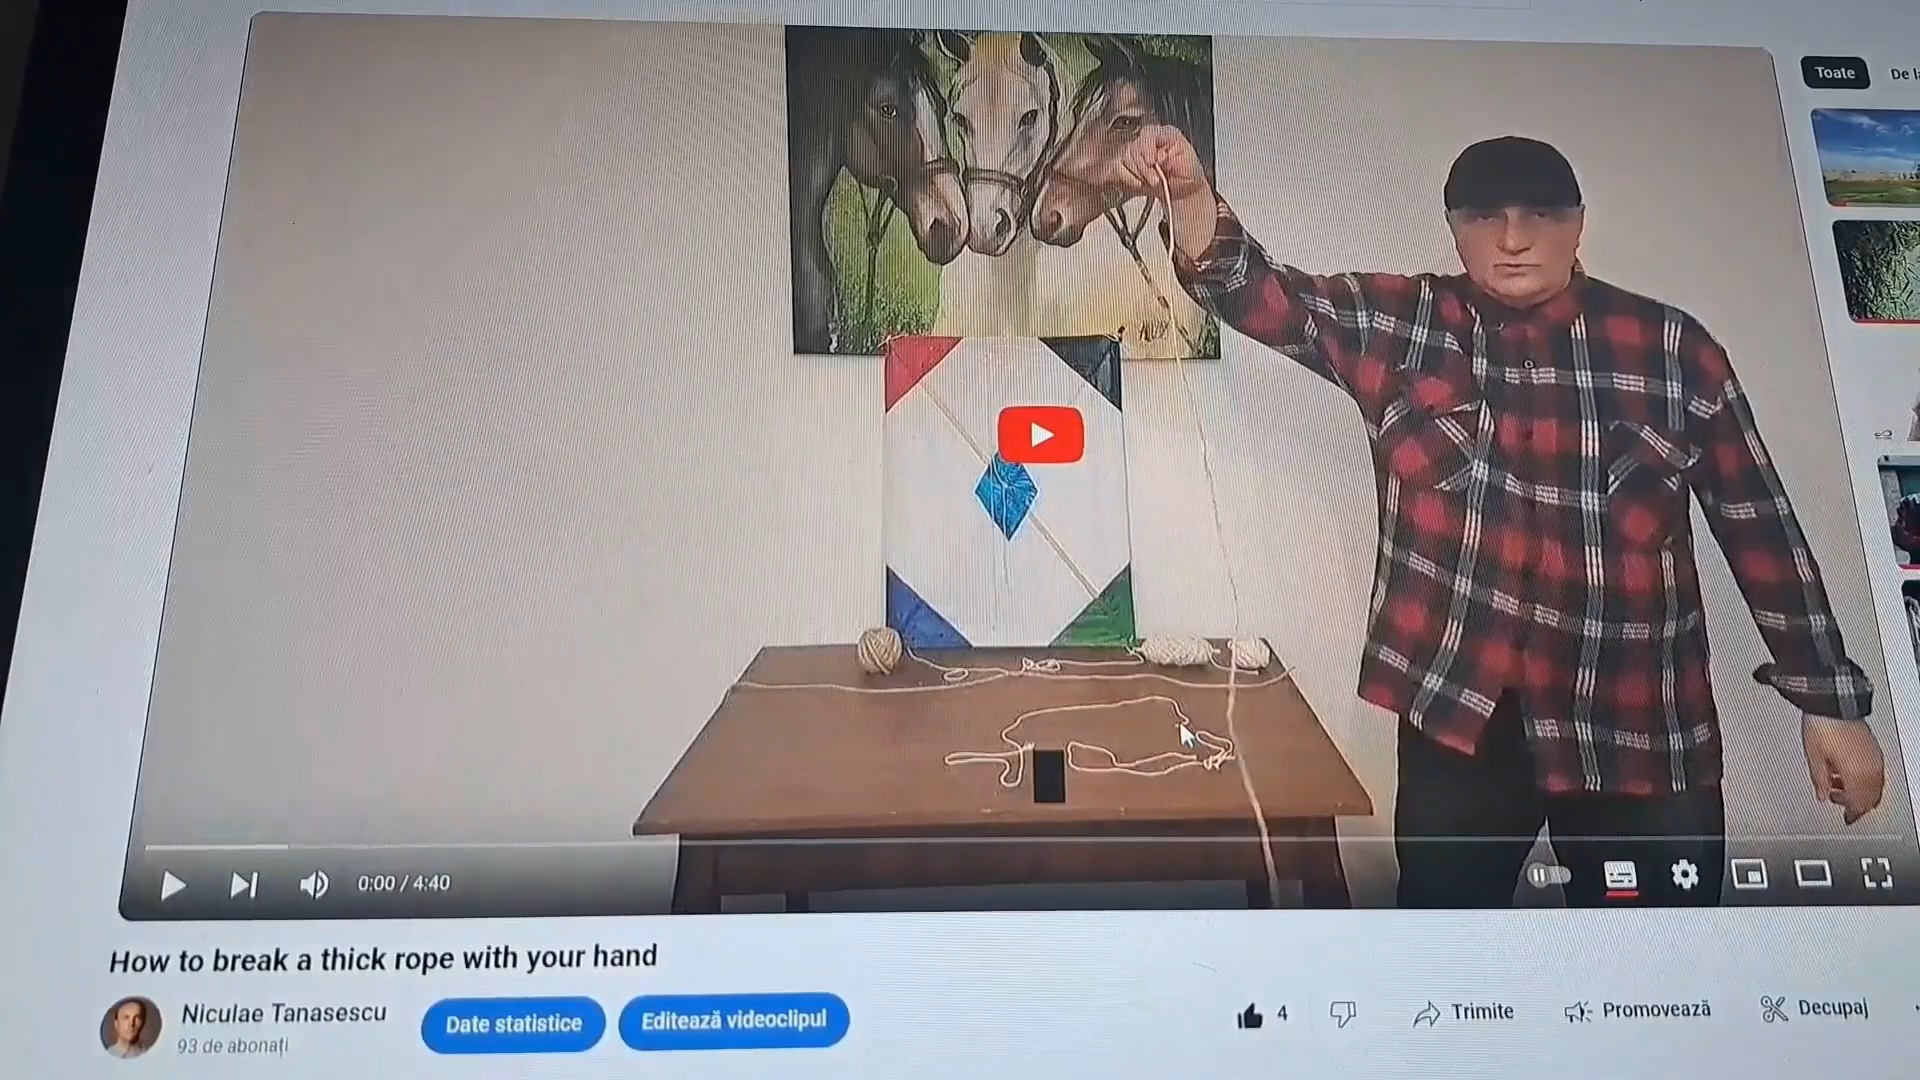 Toate
0:00 / 4:40
How to break a thick rope with your hand
Niculae Tanasescu
93 de abonați
Date statistice
Editează videoclipul
4
Trimite
Promovează
Decupaj